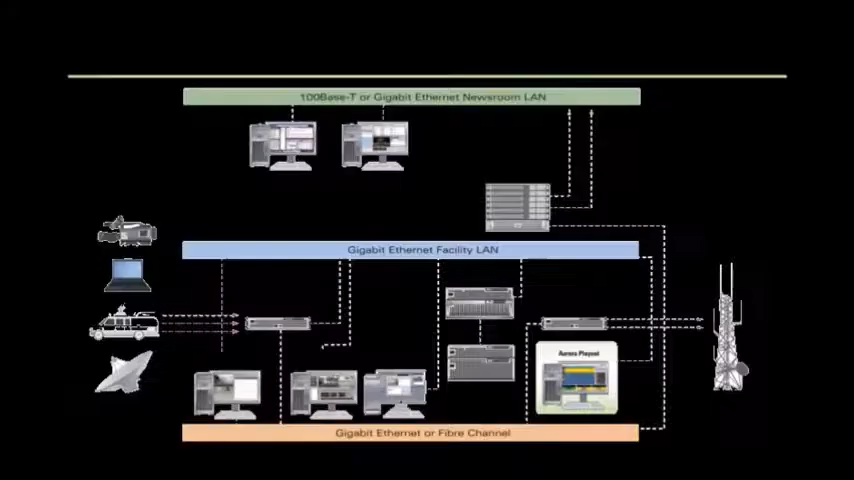 100Base-T or Gigabit Ethernet Newsroom LAN
Gigabit Ethernet Facility LAN
Aurora Playout
Gigabit Ethernet or Fibre Channel